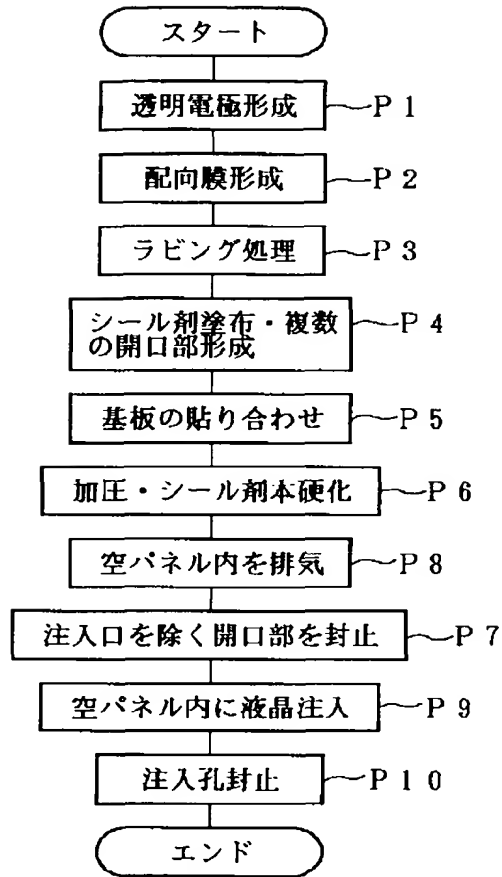 スタート
透明電極形成 P1
配向膜形成 P2
ラビング処理 P3
シール剤塗布・複数 P4
の開口部形成
基板の貼り合わせ P5
加圧・シール剤本硬化 P6
空パネル内を排気 P8
注入口を除く開口部を封止 P7
空パネル内に液晶注入 P9
注入孔封止 P10
エンド